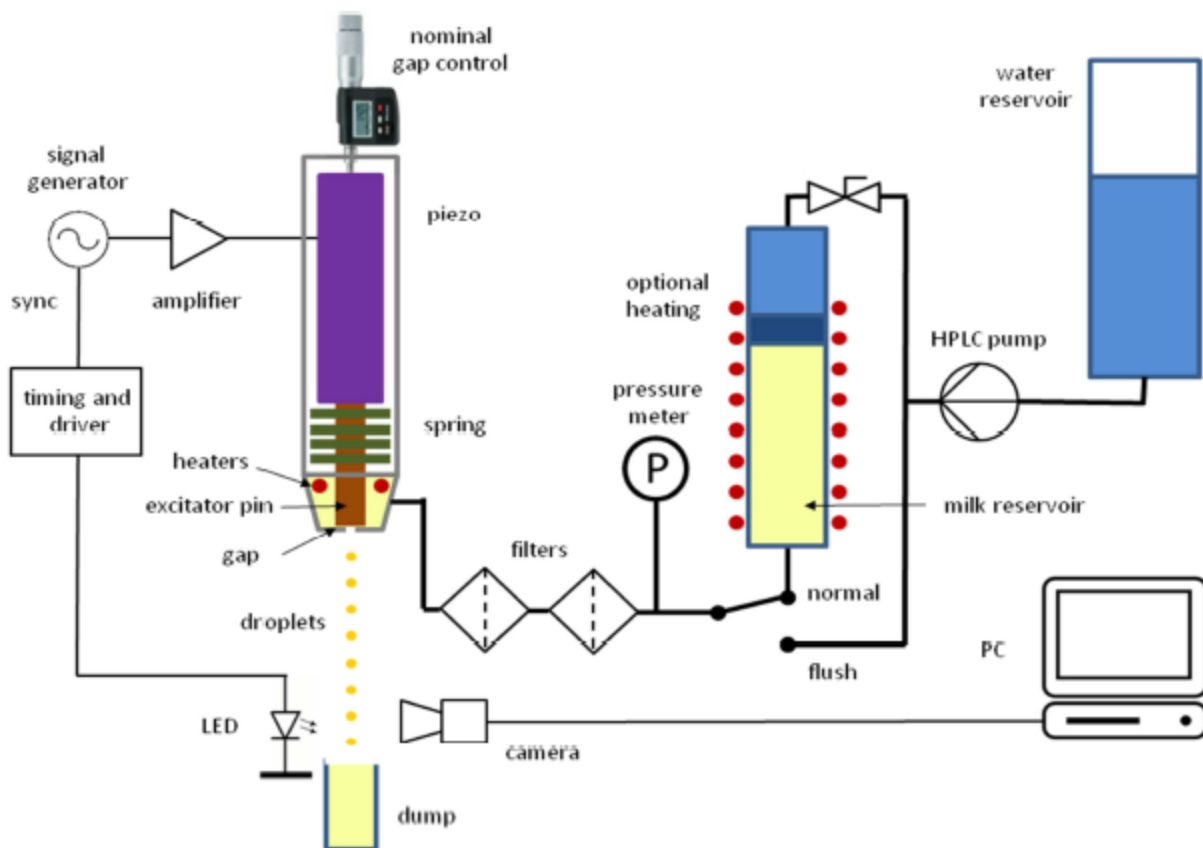 nominal
gap control
water
reservoir
signal
generator
piezo
sync
amplifier
optional
heating
HPLC pump
pressure
meter
timing and
driver
spring
heaters
P
excitator pin
milk reservoir
gap
filters
normal
droplets
flush
PC
LED
camera
dump